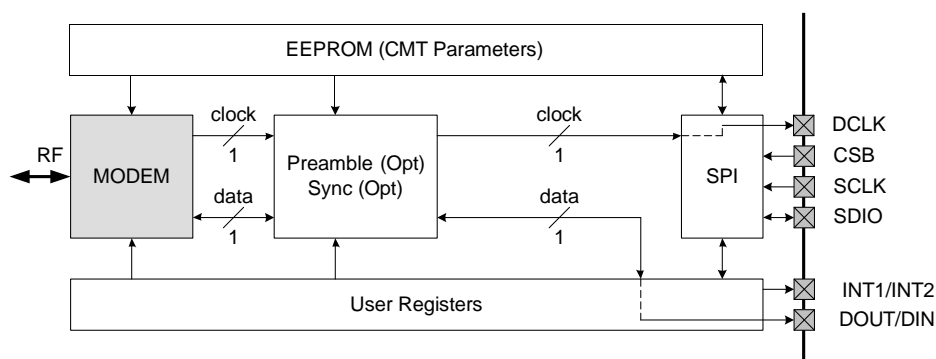 EEPROM (CMT Parameters)
RF
MODEM
clock
1
data
1
Preamble (Opt)
Sync (Opt)
clock
1
data
1
SPI
DCLK
CSB
SCLK
SDIO
User Registers
INT1/INT2
DOUT/DIN